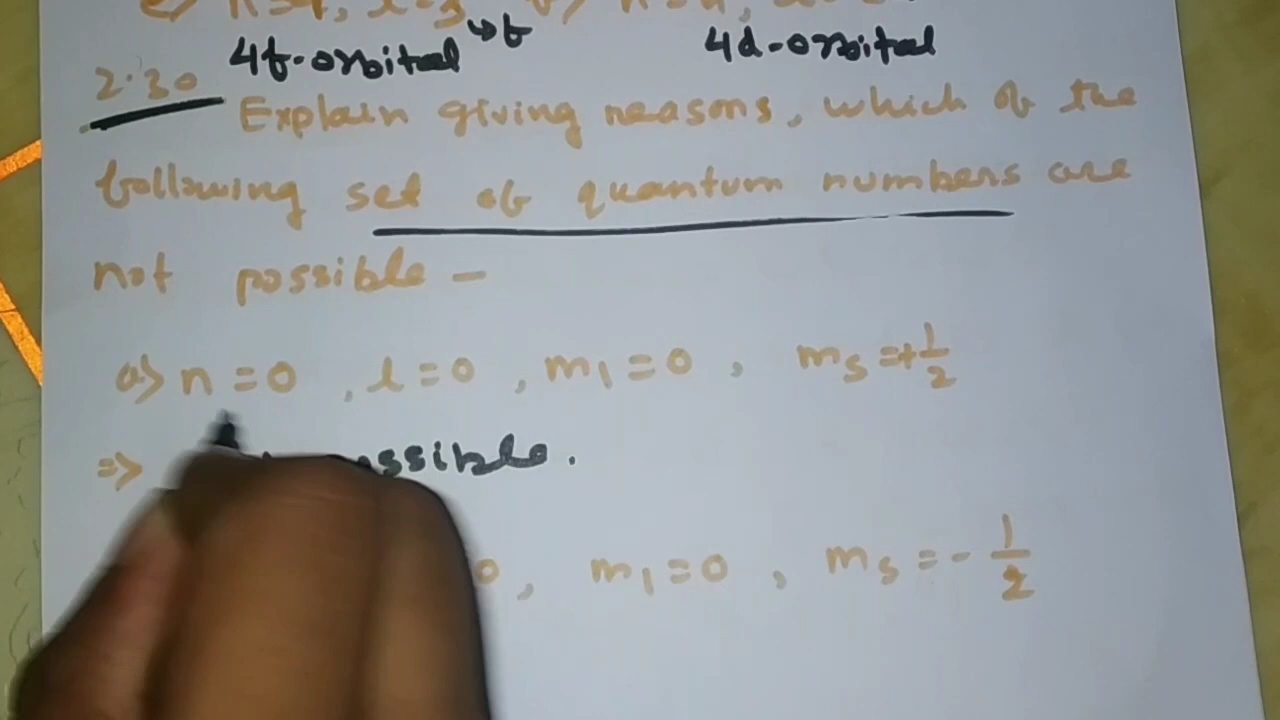 4f-orbital → f 4d-orbital
2.30 Explain giving reasons, which of the
following set of quantum numbers are
not possible –
a) n = 0 , l = 0 , m₁ = 0 , mₛ = + 1/2
⇒ possible.
0 , m₁ = 0 , mₛ = - 1/2